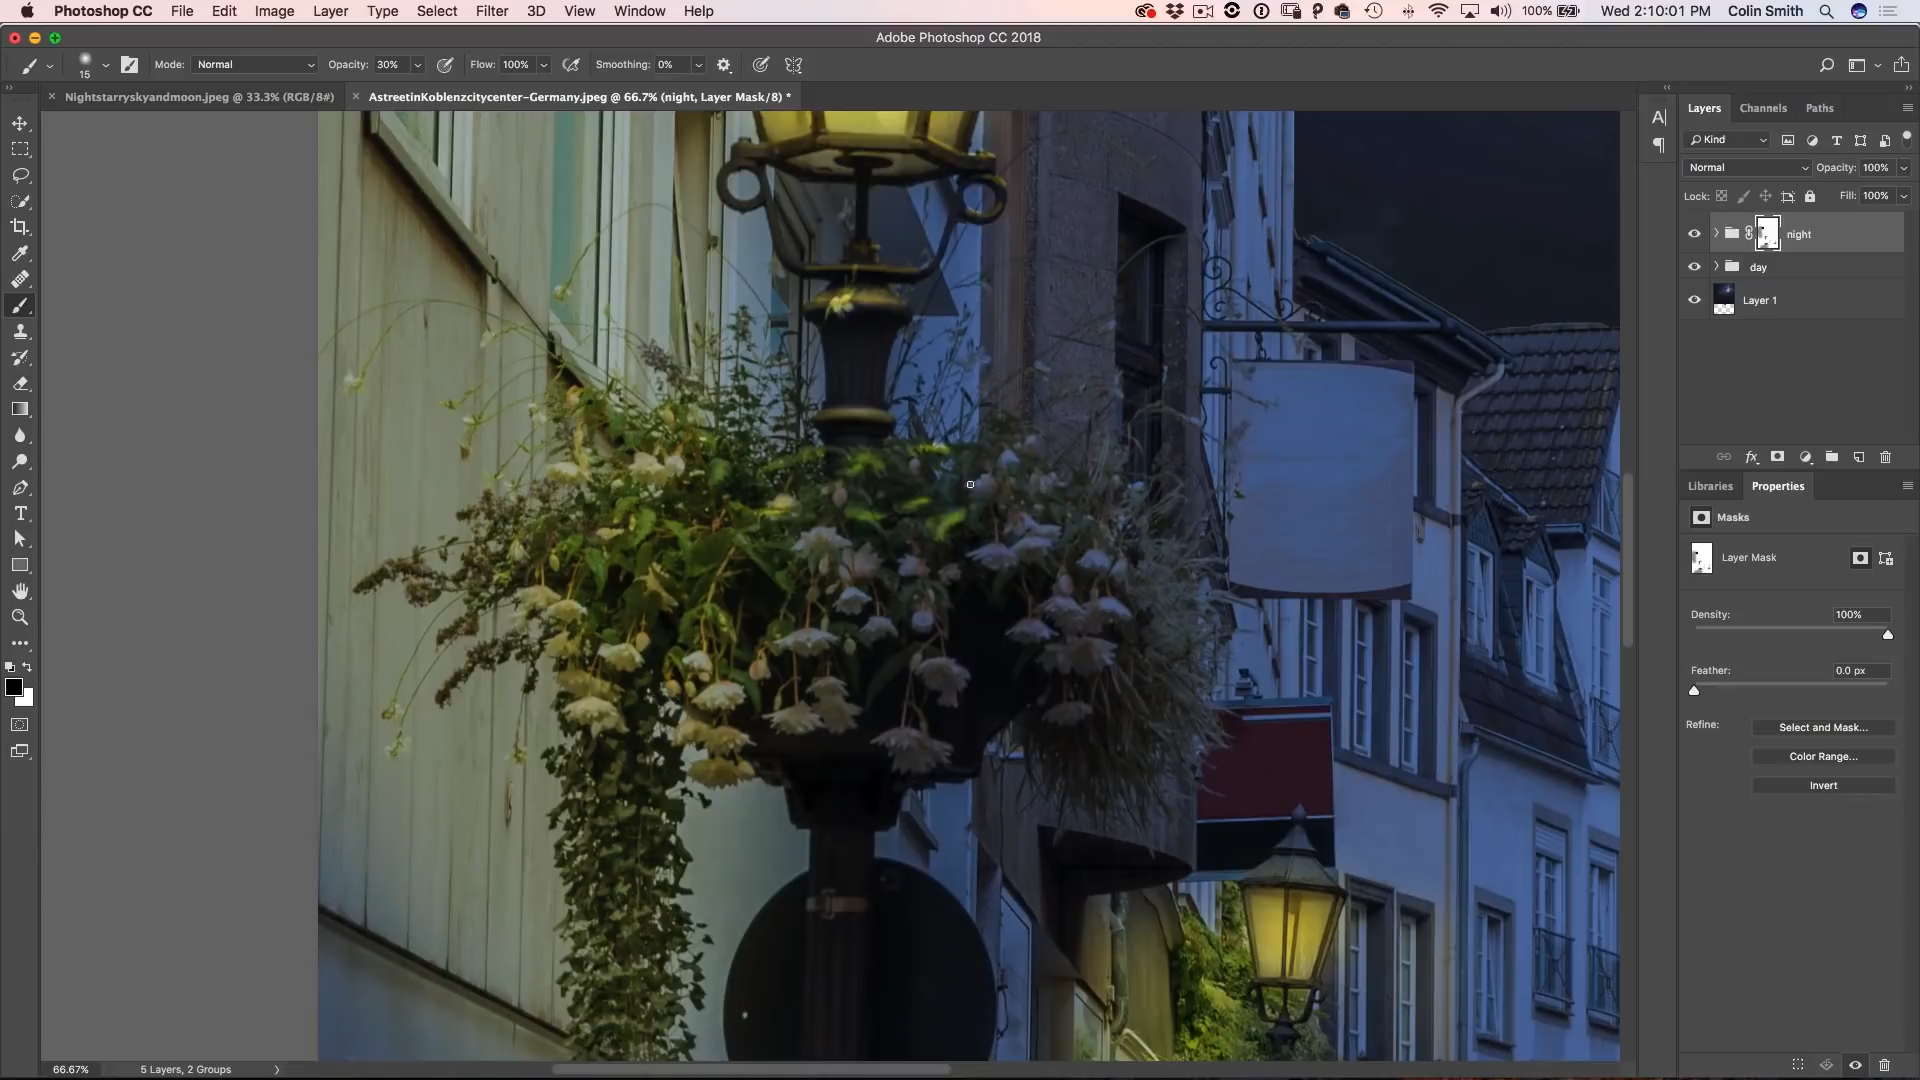 Photoshop CC File Edit Image Layer Type Select Filter 3D View Window Help 100% Wed 2:10:01 PM Colin Smith
Adobe Photoshop CC 2018
15 Mode: Normal Opacity: 30% Flow: 100% Smoothing: 0%
Nightstarryskyandmoon.jpeg @ 33.3% (RGB/8#) AstreetinKoblenzcitycenter-Germany.jpeg @ 66.7% (night, Layer Mask/8) *
Layers Channels Paths
Kind
Normal Opacity: 100%
Lock: Fill: 100%
night
day
Layer 1
fx
Libraries Properties
Masks
Layer Mask
Density: 100%
Feather: 0.0 px
Refine: Select and Mask...
Color Range...
Invert
66.67% 5 Layers, 2 Groups